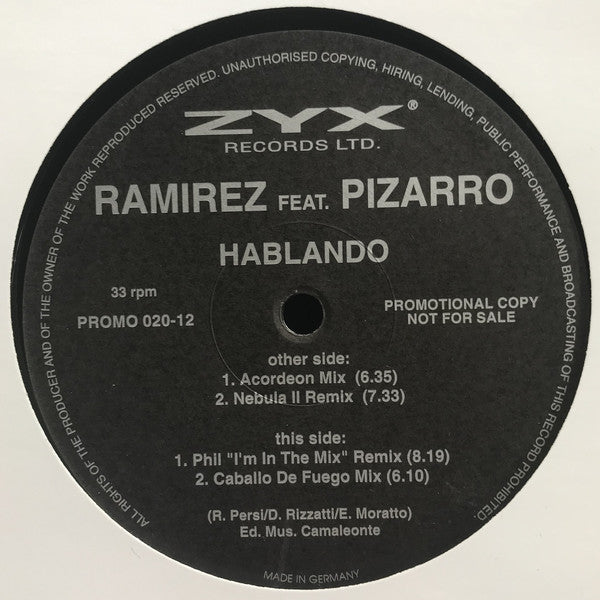 ALL RIGHTS OF THE PRODUCER AND OF THE OWNER OF THE WORK REPRODUCED RESERVED. UNAUTHORISED COPYING, HIRING, LENDING, PUBLIC PERFORMANCE AND BROADCASTING OF THIS RECORD PROHIBITED.
ZYX®
RECORDS LTD.
RAMIREZ FEAT. PIZARRO
HABLANDO
33 rpm
PROMO 020-12
PROMOTIONAL COPY
NOT FOR SALE
other side:
1. Acordeon Mix (6.35)
2. Nebula II Remix (7.33)
this side:
1. Phil "I'm In The Mix" Remix (8.19)
2. Caballo De Fuego Mix (6.10)
(R. Persi/D. Rizzatti/E. Moratto)
Ed. Mus. Camaleonte
MADE IN GERMANY